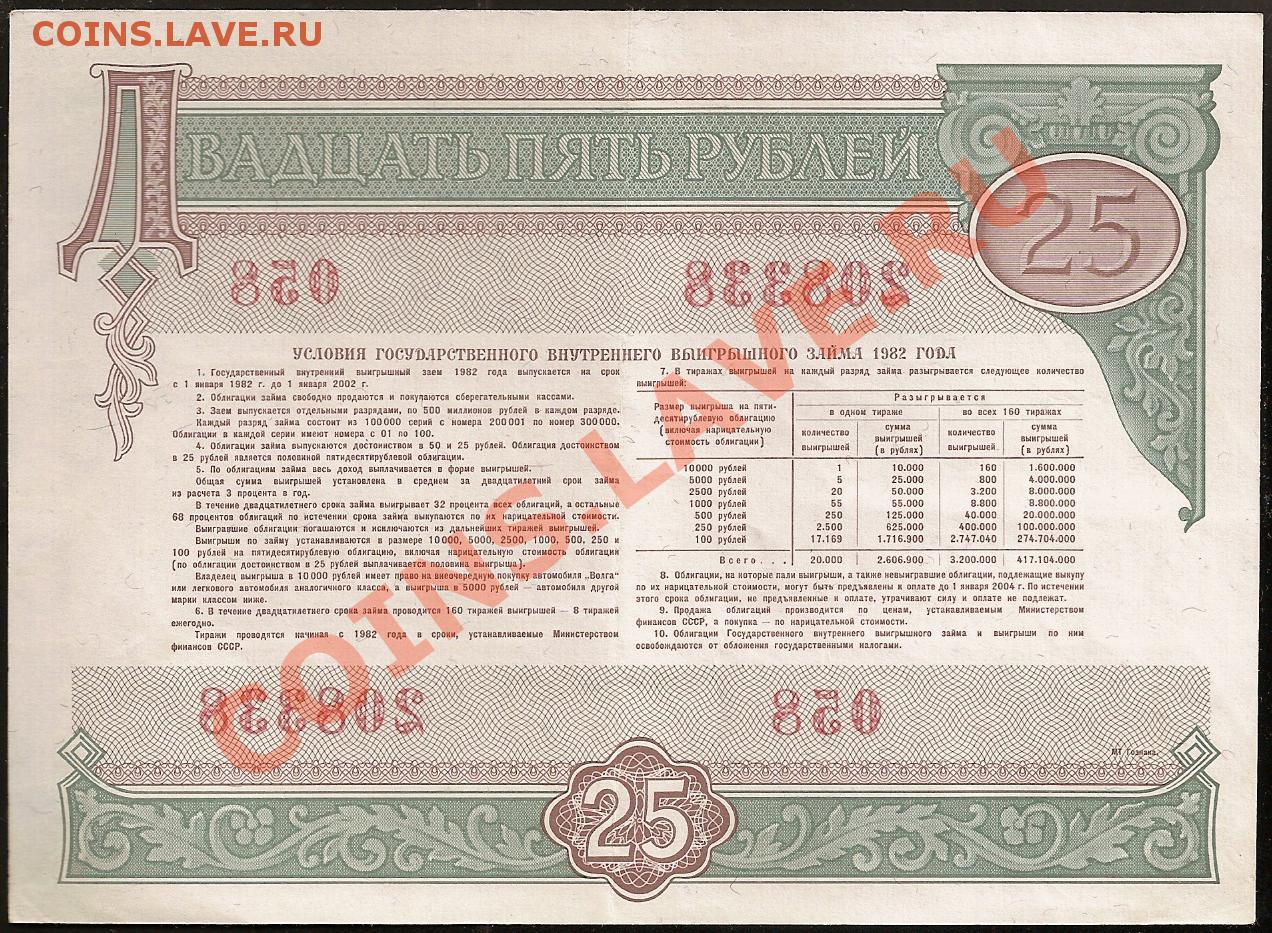 COINS.LAVE.RU
ДВАДЦАТЬ ПЯТЬ РУБЛЕЙ
25
058 208338
УСЛОВИЯ ГОСУДАРСТВЕННОГО ВНУТРЕННЕГО ВЫИГРЫШНОГО ЗАЙМА 1982 ГОДА
1. Государственный внутренний выигрышный заем 1982 года выпускается на срок
с 1 января 1982 г. до 1 января 2002 г.
2. Облигации займа свободно продаются и покупаются сберегательными кассами.
3. Заем выпускается отдельными разрядами, по 500 миллионов рублей в каждом разряде.
Каждый разряд займа состоит из 100000 серий с номера 200001 по номер 300000.
Облигации в каждой серии имеют номера с 01 по 100.
4. Облигации займа выпускаются достоинством в 50 и 25 рублей. Облигация достоинством
в 25 рублей является половиной пятидесятирублевой облигации.
5. По облигациям займа весь доход выплачивается в форме выигрышей.
Общая сумма выигрышей установлена в среднем за двадцатилетний срок займа
из расчета 3 процента в год.
В течение двадцатилетнего срока займа выигрывает 32 процента всех облигаций, а остальные
68 процентов облигаций по истечении срока займа выкупаются по их нарицательной стоимости.
Выигравшие облигации погашаются и исключаются из дальнейших тиражей выигрышей.
Выигрыши по займу устанавливаются в размере 10000, 5000, 2500, 1000, 500, 250 и
100 рублей на пятидесятирублевую облигацию, включая нарицательную стоимость облигации
(по облигации достоинством в 25 рублей выплачивается половина выигрыша).
Владелец выигрыша в 10000 рублей имеет право на внеочередную покупку автомобиля „Волга"
или легкового автомобиля аналогичного класса, а выигрыша в 5000 рублей — автомобиля другой
марки классом ниже.
6. В течение двадцатилетнего срока займа проводится 160 тиражей выигрышей — 8 тиражей
ежегодно.
Тиражи проводятся начиная с 1982 года в сроки, устанавливаемые Министерством
финансов СССР.
7. В тиражах выигрышей на каждый разряд займа разыгрывается следующее количество
выигрышей:
Размер выигрыша на пяти-
десятирублевую облигацию
(включая нарицательную
стоимость облигации)
Разыгрывается
в одном тираже во всех 160 тиражах
количество выигрышей сумма выигрышей (в рублях) количество выигрышей сумма выигрышей (в рублях)
10000 рублей 1 10.000 160 1.600.000
5000 рублей 5 25.000 800 4.000.000
2500 рублей 20 50.000 3.200 8.000.000
1000 рублей 55 55.000 8.800 8.800.000
500 рублей 250 125.000 40.000 20.000.000
250 рублей 2.500 625.000 400.000 100.000.000
100 рублей 17.169 1.716.900 2.747.040 274.704.000
Всего... 20.000 2.606.900 3.200.000 417.104.000
8. Облигации, на которые пали выигрыши, а также невыигравшие облигации, подлежащие выкупу
по их нарицательной стоимости, могут быть предъявлены к оплате до 1 января 2004 г. По истечении
этого срока облигации, не предъявленные к оплате, утрачивают силу и оплате не подлежат.
9. Продажа облигаций производится по ценам, устанавливаемым Министерством
финансов СССР, а покупка — по нарицательной стоимости.
10. Облигации Государственного внутреннего выигрышного займа и выигрыши по ним
освобождаются от обложения государственными налогами.
208338 058
МТ Гознака.
25
COINS.LAVE.RU